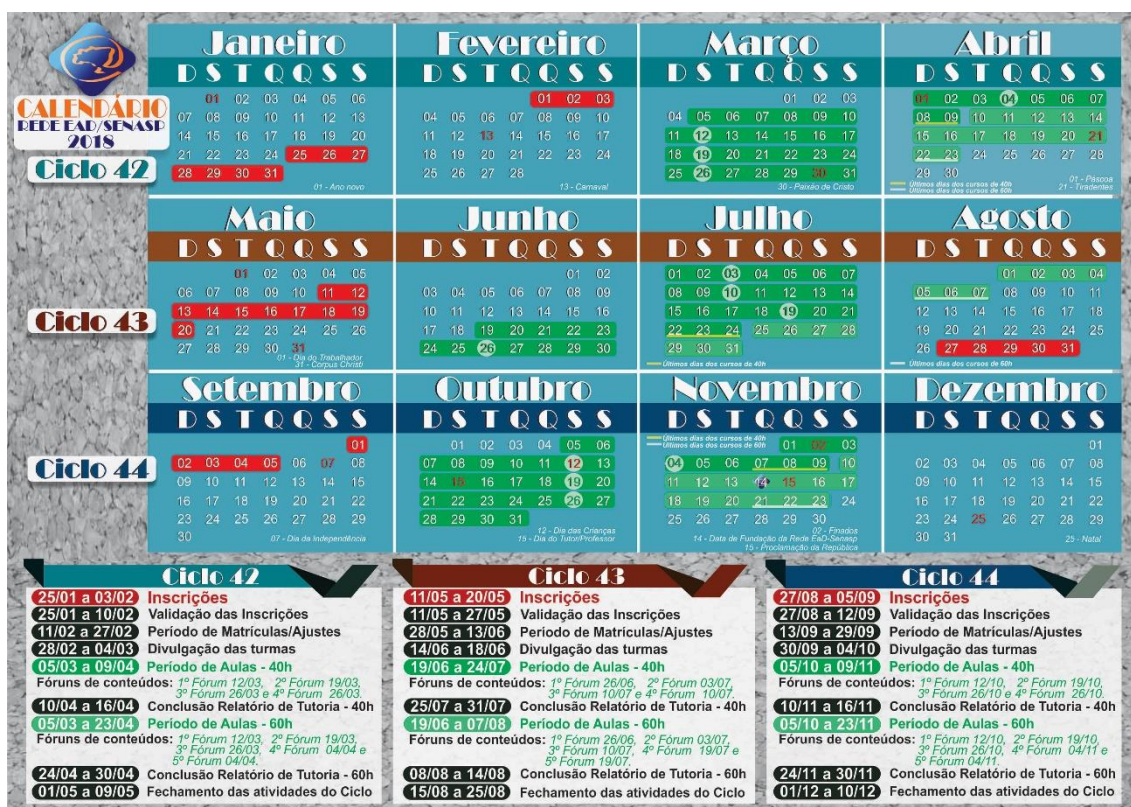 CALENDÁRIO
REDE EAD/SENASP
2018
Ciclo 42
Janeiro
D S T Q Q S S
01 02 03 04 05 06
07 08 09 10 11 12 13
14 15 16 17 18 19 20
21 22 23 24 25 26 27
28 29 30 31
01 - Ano novo
Fevereiro
D S T Q Q S S
01 02 03
04 05 06 07 08 09 10
11 12 13 14 15 16 17
18 19 20 21 22 23 24
25 26 27 28
13 - Carnaval
Março
D S T Q Q S S
01 02 03
04 05 06 07 08 09 10
11 12 13 14 15 16 17
18 19 20 21 22 23 24
25 26 27 28 29 30 31
30 - Paixão de Cristo
Abril
D S T Q Q S S
01 02 03 04 05 06 07
08 09 10 11 12 13 14
15 16 17 18 19 20 21
22 23 24 25 26 27 28
29 30
01 - Páscoa
21 - Tiradentes
Últimos dias dos cursos de 40h
Últimos dias dos cursos de 60h
Ciclo 43
Maio
D S T Q Q S S
01 02 03 04 05
06 07 08 09 10 11 12
13 14 15 16 17 18 19
20 21 22 23 24 25 26
27 28 29 30 31
01 - Dia do Trabalhador
31 - Corpus Christi
Junho
D S T Q Q S S
01 02
03 04 05 06 07 08 09
10 11 12 13 14 15 16
17 18 19 20 21 22 23
24 25 26 27 28 29 30
Julho
D S T Q Q S S
01 02 03 04 05 06 07
08 09 10 11 12 13 14
15 16 17 18 19 20 21
22 23 24 25 26 27 28
29 30 31
Últimos dias dos cursos de 40h
Agosto
D S T Q Q S S
01 02 03 04
05 06 07 08 09 10 11
12 13 14 15 16 17 18
19 20 21 22 23 24 25
26 27 28 29 30 31
Últimos dias dos cursos de 60h
Ciclo 44
Setembro
D S T Q Q S S
01
02 03 04 05 06 07 08
09 10 11 12 13 14 15
16 17 18 19 20 21 22
23 24 25 26 27 28 29
30
07 - Dia da Independência
Outubro
D S T Q Q S S
01 02 03 04 05 06
07 08 09 10 11 12 13
14 15 16 17 18 19 20
21 22 23 24 25 26 27
28 29 30 31
12 - Dia das Crianças
15 - Dia do Tutor/Professor
Novembro
D S T Q Q S S
Últimos dias dos cursos de 40h
Últimos dias dos cursos de 60h
01 02 03
04 05 06 07 08 09 10
11 12 13 14 15 16 17
18 19 20 21 22 23 24
25 26 27 28 29 30
02 - Finados
14 - Data de Fundação da Rede EaD-Senasp
15 - Proclamação da República
Dezembro
D S T Q Q S S
01
02 03 04 05 06 07 08
09 10 11 12 13 14 15
16 17 18 19 20 21 22
23 24 25 26 27 28 29
30 31
25 - Natal
Ciclo 42
25/01 a 03/02 Inscrições
25/01 a 10/02 Validação das Inscrições
11/02 a 27/02 Período de Matrículas/Ajustes
28/02 a 04/03 Divulgação das turmas
05/03 a 09/04 Período de Aulas - 40h
Fóruns de conteúdos: 1º Fórum 12/03, 2º Fórum 19/03,
3º Fórum 26/03 e 4º Fórum 26/03.
10/04 a 16/04 Conclusão Relatório de Tutoria - 40h
05/03 a 23/04 Período de Aulas - 60h
Fóruns de conteúdos: 1º Fórum 12/03, 2º Fórum 19/03,
3º Fórum 26/03, 4º Fórum 04/04 e
5º Fórum 04/04.
24/04 a 30/04 Conclusão Relatório de Tutoria - 60h
01/05 a 09/05 Fechamento das atividades do Ciclo
Ciclo 43
11/05 a 20/05 Inscrições
11/05 a 27/05 Validação das Inscrições
28/05 a 13/06 Período de Matrículas/Ajustes
14/06 a 18/06 Divulgação das turmas
19/06 a 24/07 Período de Aulas - 40h
Fóruns de conteúdos: 1º Fórum 26/06, 2º Fórum 03/07,
3º Fórum 10/07 e 4º Fórum 10/07.
25/07 a 31/07 Conclusão Relatório de Tutoria - 40h
19/06 a 07/08 Período de Aulas - 60h
Fóruns de conteúdos: 1º Fórum 26/06, 2º Fórum 03/07,
3º Fórum 10/07, 4º Fórum 19/07 e
5º Fórum 19/07.
08/08 a 14/08 Conclusão Relatório de Tutoria - 60h
15/08 a 25/08 Fechamento das atividades do Ciclo
Ciclo 44
27/08 a 05/09 Inscrições
27/08 a 12/09 Validação das Inscrições
13/09 a 29/09 Período de Matrículas/Ajustes
30/09 a 04/10 Divulgação das turmas
05/10 a 09/11 Período de Aulas - 40h
Fóruns de conteúdos: 1º Fórum 12/10, 2º Fórum 19/10,
3º Fórum 26/10 e 4º Fórum 26/10.
10/11 a 16/11 Conclusão Relatório de Tutoria - 40h
05/10 a 23/11 Período de Aulas - 60h
Fóruns de conteúdos: 1º Fórum 12/10, 2º Fórum 19/10,
3º Fórum 26/10, 4º Fórum 04/11 e
5º Fórum 04/11.
24/11 a 30/11 Conclusão Relatório de Tutoria - 60h
01/12 a 10/12 Fechamento das atividades do Ciclo